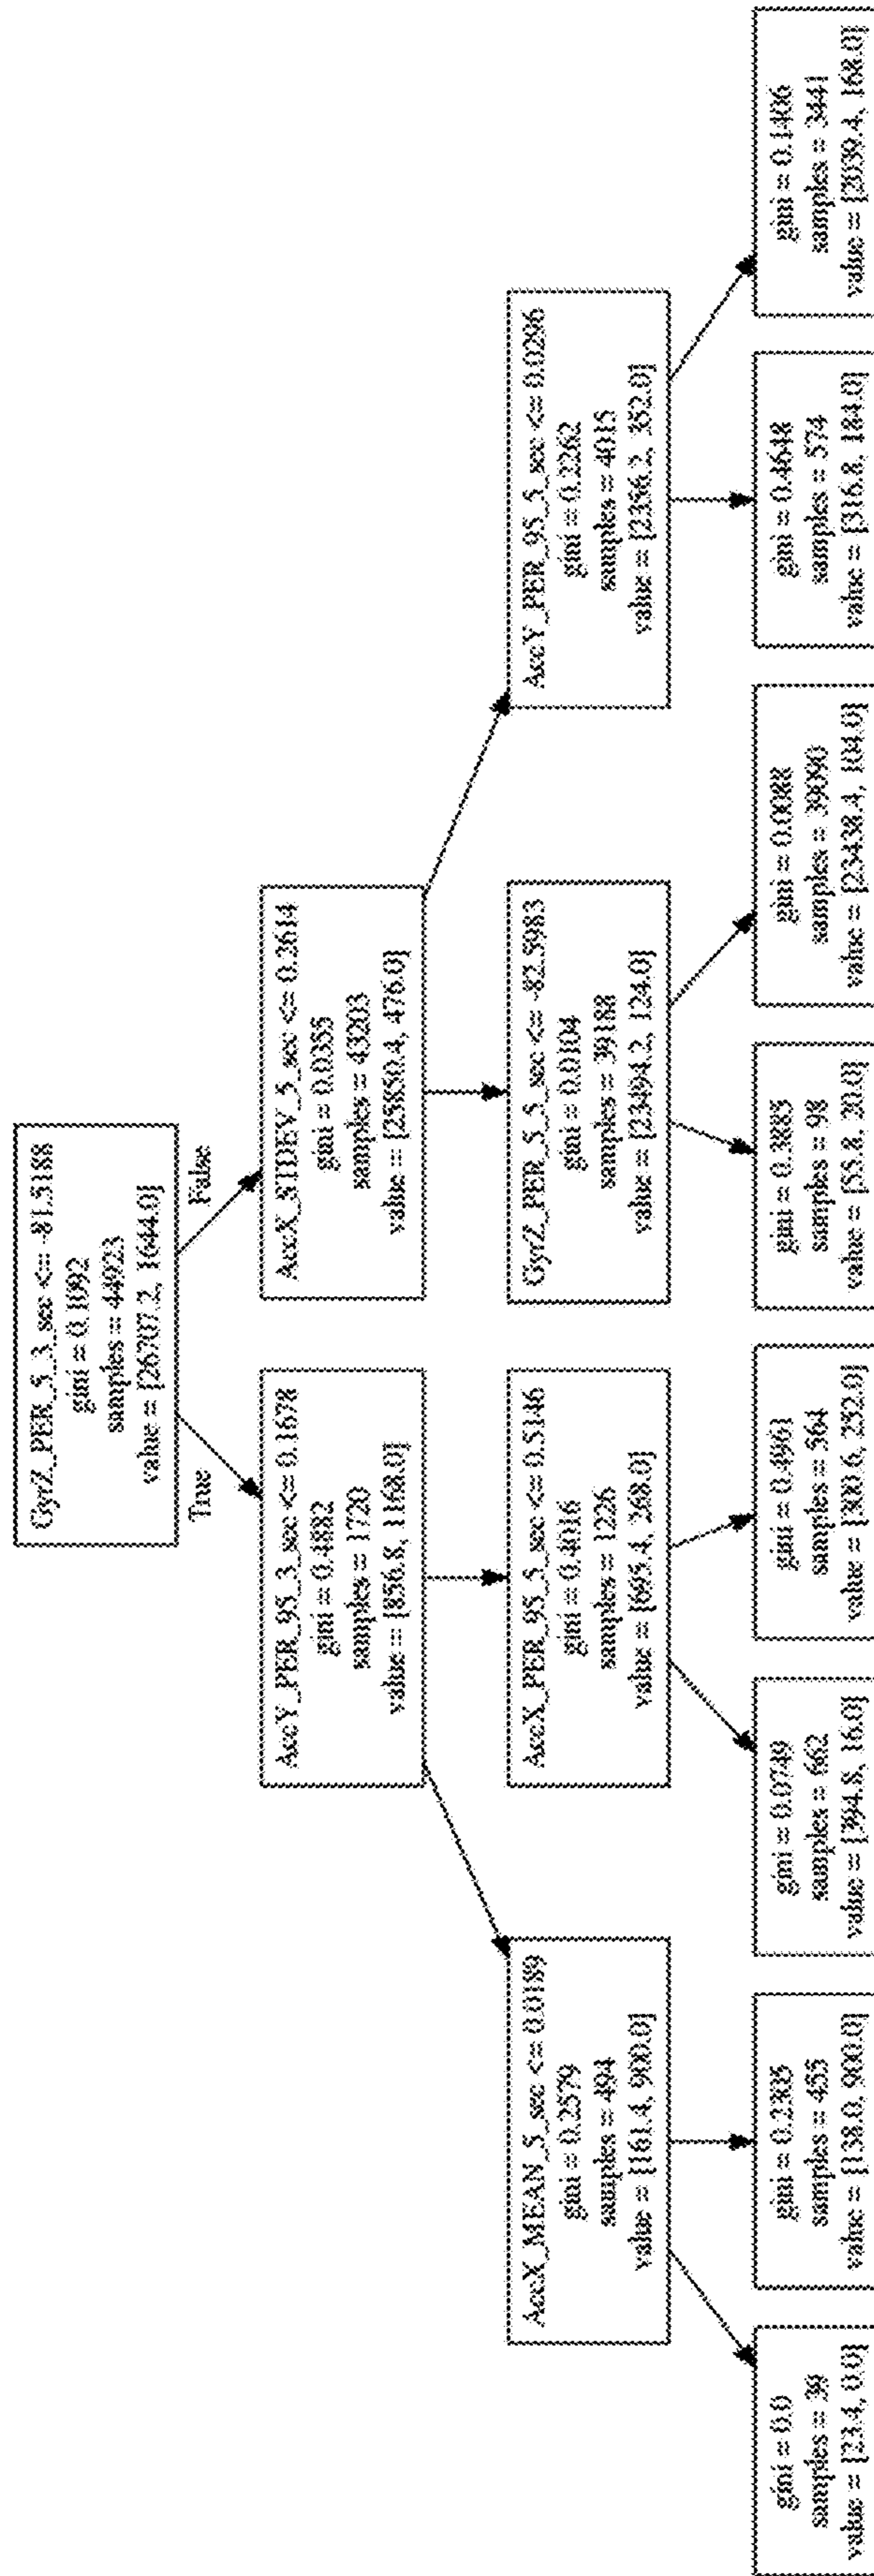 GyrZ_PER_5_3_sec <= -81.5188
gini = 0.1092
samples = 44923
value = [26707.2, 1644.0]
True
False
AccY_PER_95_3_sec <= 0.1678
gini = 0.4882
samples = 1720
value = [856.8, 1168.0]
AccX_STDEV_5_sec <= 0.2614
gini = 0.0355
samples = 43203
value = [25850.4, 476.0]
AccX_MEAN_5_sec <= 0.0189
gini = 0.2579
samples = 494
value = [161.4, 900.0]
AccX_PER_95_5_sec <= 0.5146
gini = 0.4016
samples = 1226
value = [695.4, 268.0]
GyrZ_PER_5_5_sec <= -82.5983
gini = 0.0104
samples = 39188
value = [23494.2, 124.0]
AccY_PER_95_5_sec <= 0.0296
gini = 0.2262
samples = 4015
value = [2356.2, 352.0]
gini = 0.0
samples = 39
value = [23.4, 0.0]
gini = 0.2305
samples = 455
value = [138.0, 900.0]
gini = 0.0749
samples = 662
value = [394.8, 16.0]
gini = 0.4961
samples = 564
value = [300.6, 252.0]
gini = 0.3885
samples = 98
value = [55.8, 20.0]
gini = 0.0088
samples = 39090
value = [23438.4, 104.0]
gini = 0.4648
samples = 574
value = [316.8, 184.0]
gini = 0.1406
samples = 3441
value = [2039.4, 168.0]